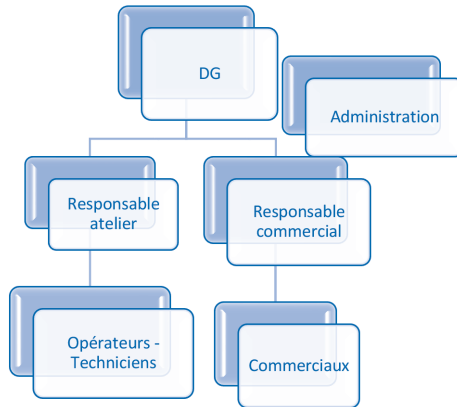 DG
Administration
Responsable
atelier
Responsable
commercial
Opérateurs -
Techniciens
Commerciaux